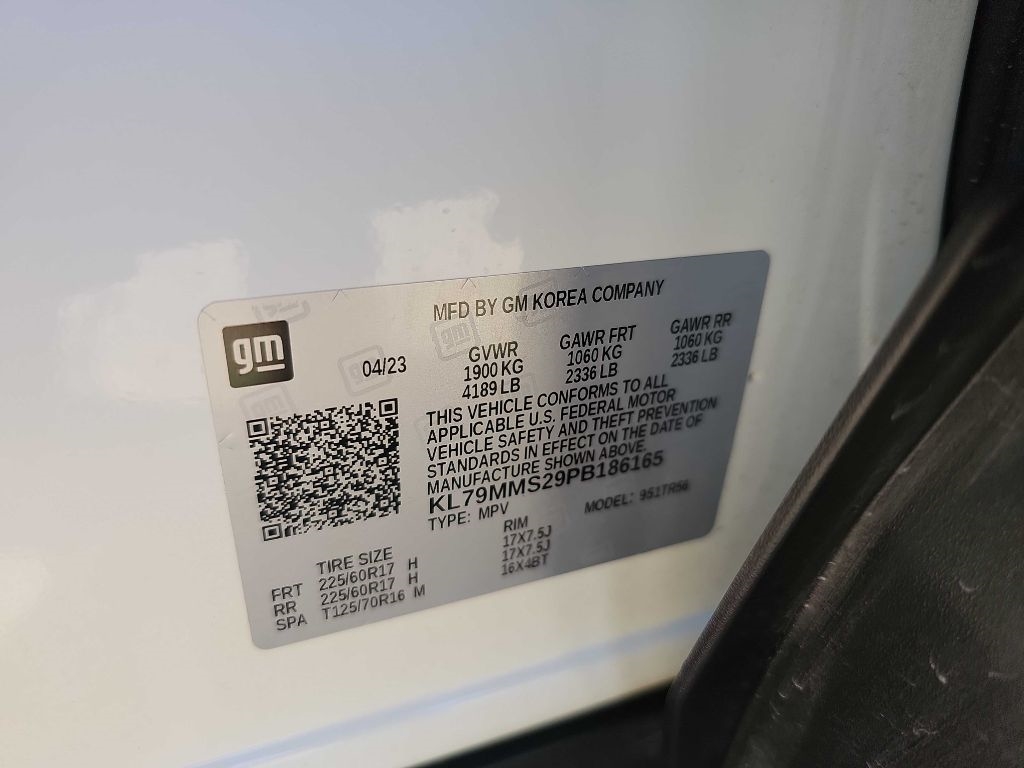 MFD BY GM KOREA COMPANY
gm
04/23
GVWR
1900 KG
4189 LB
GAWR FRT
1060 KG
2336 LB
GAWR RR
1060 KG
2336 LB
THIS VEHICLE CONFORMS TO ALL
APPLICABLE U.S. FEDERAL MOTOR
VEHICLE SAFETY AND THEFT PREVENTION
STANDARDS IN EFFECT ON THE DATE OF
MANUFACTURE SHOWN ABOVE.
KL79MMS29PB186165
TYPE: MPV MODEL: 951TR56
TIRE SIZE RIM
FRT 225/60R17 H 17X7.5J
RR 225/60R17 H 17X7.5J
SPA T125/70R16 M 16X4BT